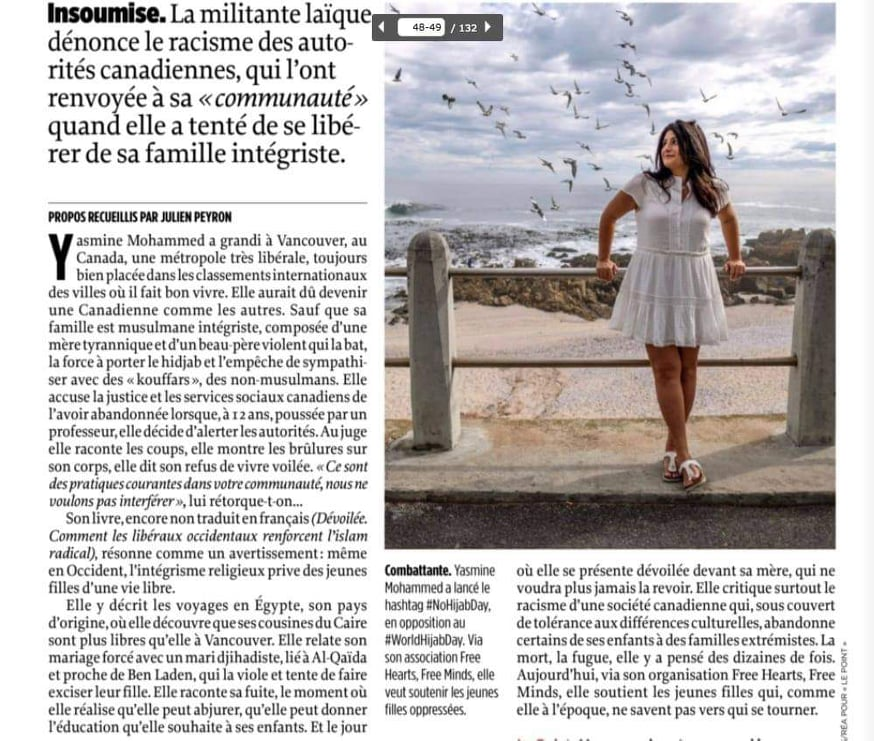 Insoumise. La militante laïque
dénonce le racisme des auto-
rités canadiennes, qui l'ont
renvoyée à sa «communauté»
quand elle a tenté de se libé-
rer de sa famille intégriste.
48-49 / 132
PROPOS RECUEILLIS PAR JULIEN PEYRON
Yasmine Mohammed a grandi à Vancouver, au
Canada, une métropole très libérale, toujours
bien placée dans les classements internationaux
des villes où il fait bon vivre. Elle aurait dû devenir
une Canadienne comme les autres. Sauf que sa
famille est musulmane intégriste, composée d'une
mère tyrannique et d'un beau-père violent qui la bat,
la force à porter le hidjab et l'empêche de sympathi-
ser avec des «kouffars», des non-musulmans. Elle
accuse la justice et les services sociaux canadiens de
l'avoir abandonnée lorsque, à 12 ans, poussée par un
professeur, elle décide d'alerter les autorités. Au juge
elle raconte les coups, elle montre les brûlures sur
son corps, elle dit son refus de vivre voilée. «Ce sont
des pratiques courantes dans votre communauté, nous ne
voulons pas interférer», lui rétorque-t-on...
Son livre, encore non traduit en français (Dévoilée.
Comment les libéraux occidentaux renforcent l'islam
radical), résonne comme un avertissement: même
en Occident, l'intégrisme religieux prive des jeunes
filles d'une vie libre.
Elle y décrit les voyages en Égypte, son pays
d'origine, où elle découvre que ses cousines du Caire
sont plus libres qu'elle à Vancouver. Elle relate son
mariage forcé avec un mari djihadiste, lié à Al-Qaïda
et proche de Ben Laden, qui la viole et tente de faire
exciser leur fille. Elle raconte sa fuite, le moment où
elle réalise qu'elle peut abjurer, qu'elle peut donner
l'éducation qu'elle souhaite à ses enfants. Et le jour
Combattante. Yasmine
Mohammed a lancé le
hashtag #NoHijabDay,
en opposition au
#WorldHijabDay. Via
son association Free
Hearts, Free Minds, elle
veut soutenir les jeunes
filles oppressées.
où elle se présente dévoilée devant sa mère, qui ne
voudra plus jamais la revoir. Elle critique surtout le
racisme d'une société canadienne qui, sous couvert
de tolérance aux différences culturelles, abandonne
certains de ses enfants à des familles extrémistes. La
mort, la fugue, elle y a pensé des dizaines de fois.
Aujourd'hui, via son organisation Free Hearts, Free
Minds, elle soutient les jeunes filles qui, comme
elle à l'époque, ne savent pas vers qui se tourner.
/RÉA POUR «LE POINT»